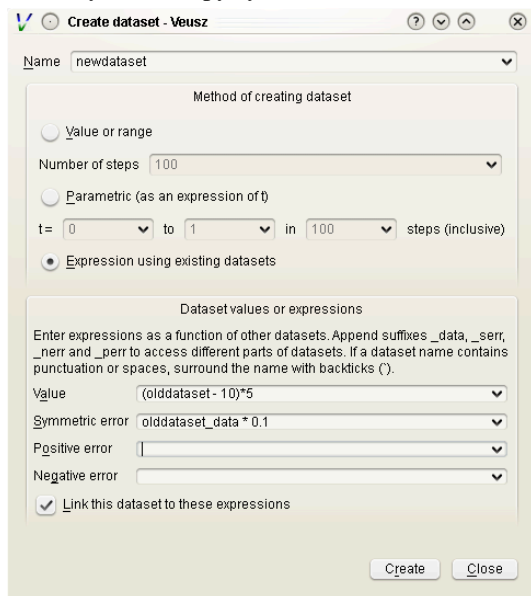 Create dataset - Veusz
Name newdataset
Method of creating dataset
Value or range
Number of steps 100
Parametric (as an expression of t)
t = 0 to 1 in 100 steps (inclusive)
Expression using existing datasets
Dataset values or expressions
Enter expressions as a function of other datasets. Append suffixes _data, _serr,
_nerr and _perr to access different parts of datasets. If a dataset name contains
punctuation or spaces, surround the name with backticks (`).
Value (olddataset - 10)*5
Symmetric error olddataset_data * 0.1
Positive error
Negative error
Link this dataset to these expressions
Create Close